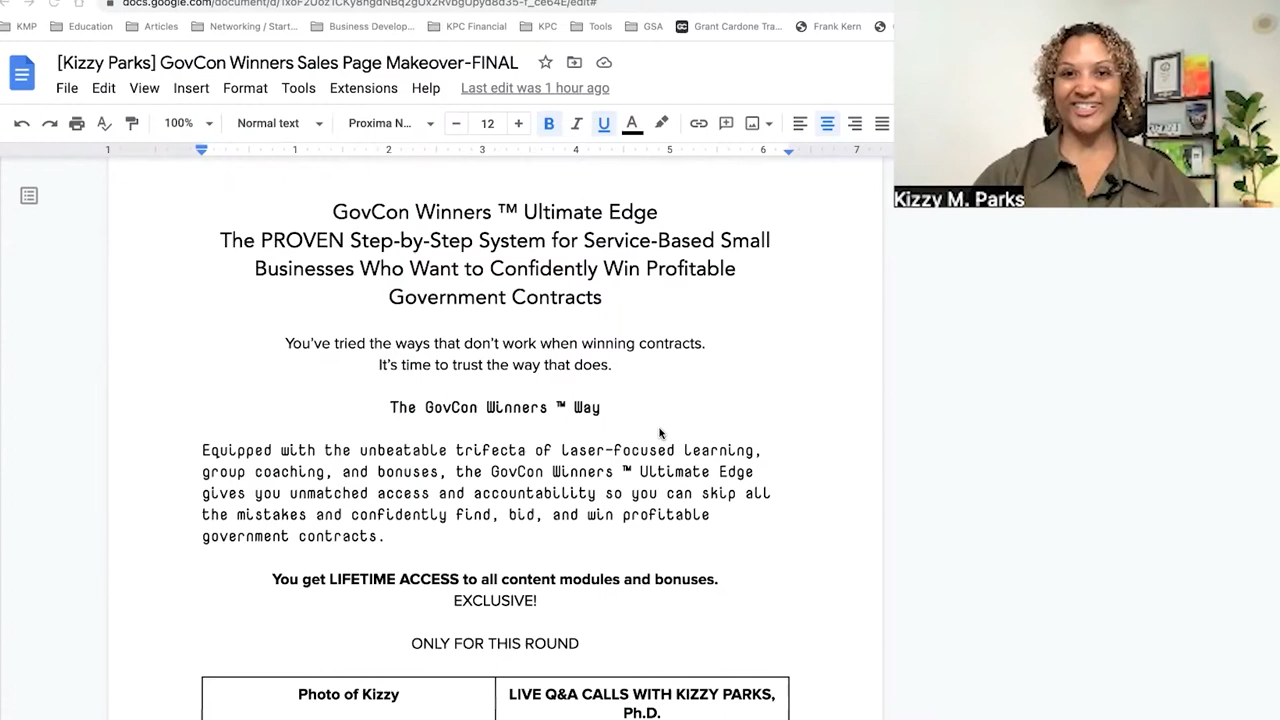 KMP Education Articles Networking / Start... Business Develop... KPC Financial KPC Tools GSA Grant Cardone Tra... Frank Kern
[Kizzy Parks] GovCon Winners Sales Page Makeover-FINAL
File Edit View Insert Format Tools Extensions Help Last edit was 1 hour ago
100% Normal text Proxima N... − 12 + B I U A
1 1 2 3 4 5 6 7
Kizzy M. Parks
GovCon Winners ™ Ultimate Edge
The PROVEN Step-by-Step System for Service-Based Small
Businesses Who Want to Confidently Win Profitable
Government Contracts
You've tried the ways that don't work when winning contracts.
It's time to trust the way that does.
The GovCon Winners ™ Way
Equipped with the unbeatable trifecta of laser-focused learning,
group coaching, and bonuses, the GovCon Winners ™ Ultimate Edge
gives you unmatched access and accountability so you can skip all
the mistakes and confidently find, bid, and win profitable
government contracts.
You get LIFETIME ACCESS to all content modules and bonuses.
EXCLUSIVE!
ONLY FOR THIS ROUND
Photo of Kizzy
LIVE Q&A CALLS WITH KIZZY PARKS,
Ph.D.